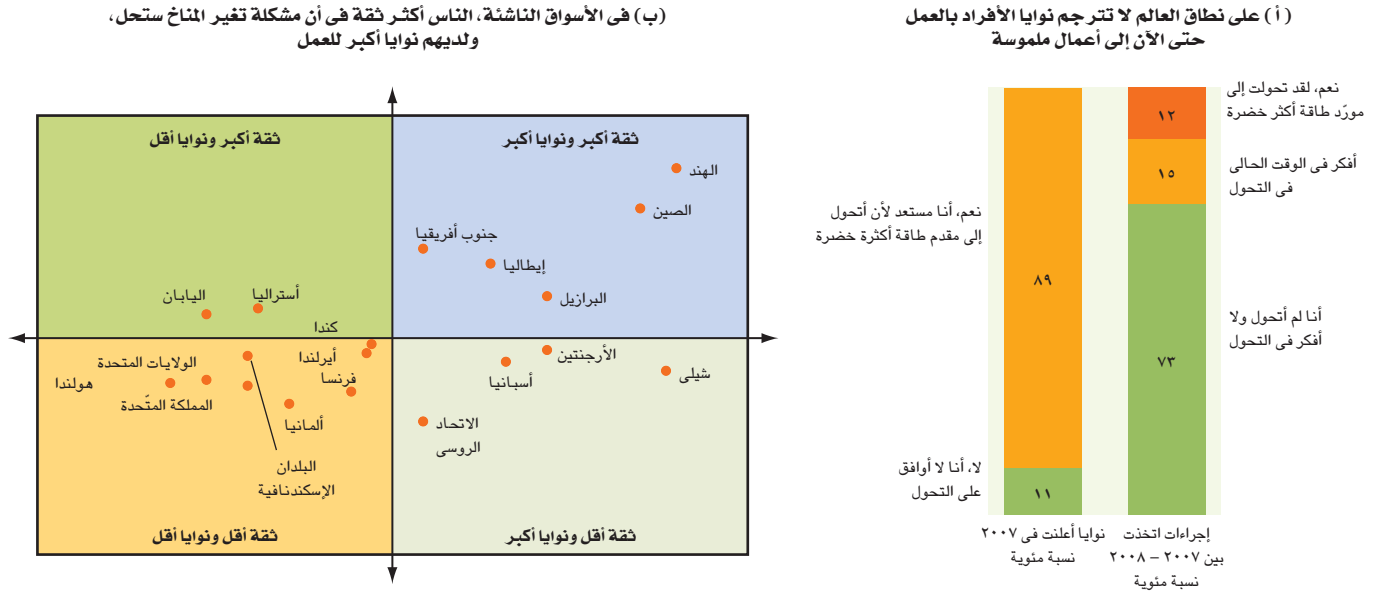 (أ) على نطاق العالم لا تترجم نوايا الأفراد بالعمل
حتى الآن إلى أعمال ملموسة
نعم، لقد تحولت إلى
مورّد طاقة أكثر خضرة
أفكر فى الوقت الحالى
فى التحول
أنا لم أتحول ولا
أفكر فى التحول
١٢
١٥
٧٣
إجراءات اتخذت
بين ٢٠٠٧ – ٢٠٠٨
نسبة مئوية
نعم، أنا مستعد لأن أتحول
إلى مقدم طاقة أكثرة خضرة
لا، أنا لا أوافق
على التحول
٨٩
١١
نوايا أعلنت فى ٢٠٠٧
نسبة مئوية
(ب) فى الأسواق الناشئة، الناس أكثر ثقة فى أن مشكلة تغير المناخ ستحل،
ولديهم نوايا أكبر للعمل
ثقة أكبر ونوايا أكبر
الهند
الصين
جنوب أفريقيا
إيطاليا
البرازيل
ثقة أكبر ونوايا أقل
أستراليا
اليابان
الأرجنتين
شيلى
أسبانيا
الاتحاد
الروسى
ثقة أقل ونوايا أكبر
كندا
أيرلندا
فرنسا
الولايات المتحدة
هولندا
المملكة المتّحدة
ألمانيا
البلدان
الإسكندنافية
ثقة أقل ونوايا أقل